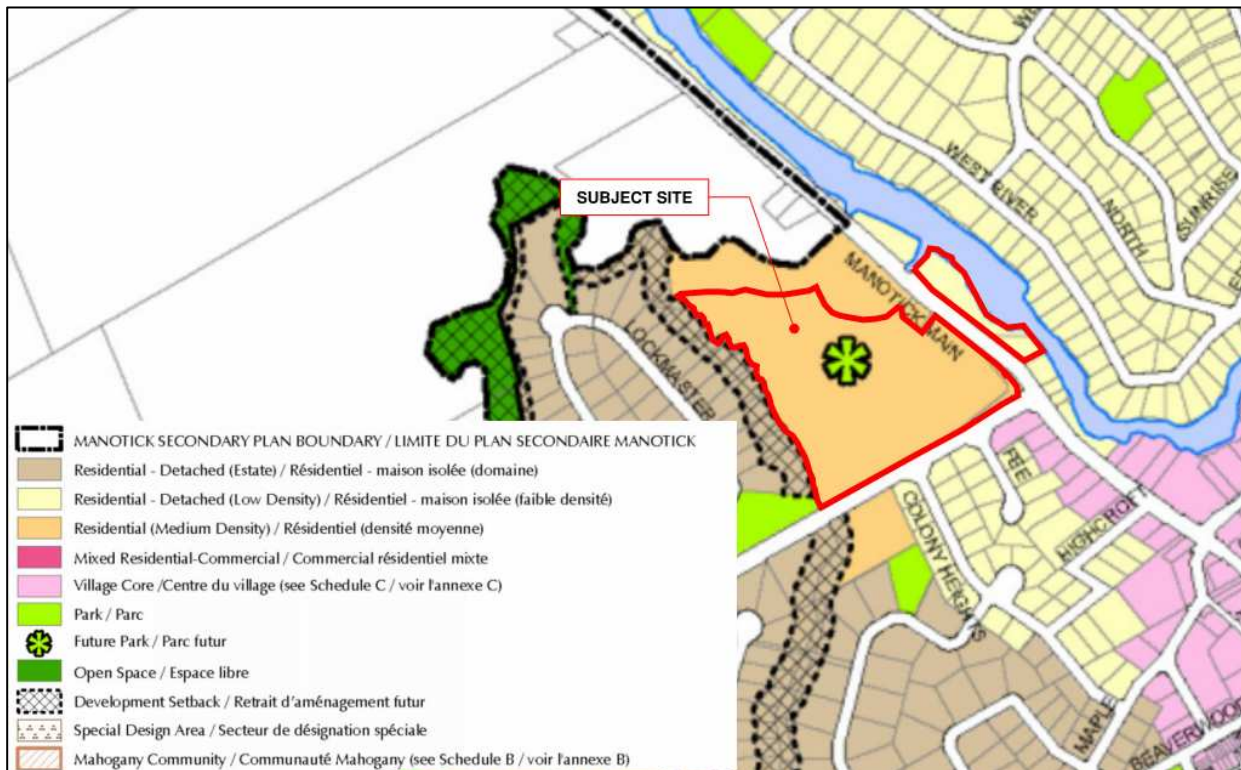 WEST RIVER
NORTH
SUNRISE
SUBJECT SITE
MANOTICK MAIN
LOCKMASTER
FEE
HIGHCROFT
COLONY HEIGHTS
MAPLE
BEAVERWOOD
MANOTICK SECONDARY PLAN BOUNDARY / LIMITE DU PLAN SECONDAIRE MANOTICK
Residential - Detached (Estate) / Résidentiel - maison isolée (domaine)
Residential - Detached (Low Density) / Résidentiel - maison isolée (faible densité)
Residential (Medium Density) / Résidentiel (densité moyenne)
Mixed Residential-Commercial / Commercial résidentiel mixte
Village Core /Centre du village (see Schedule C / voir l'annexe C)
Park / Parc
Future Park / Parc futur
Open Space / Espace libre
Development Setback / Retrait d'aménagement futur
Special Design Area / Secteur de désignation spéciale
Mahogany Community / Communauté Mahogany (see Schedule B / voir l'annexe B)